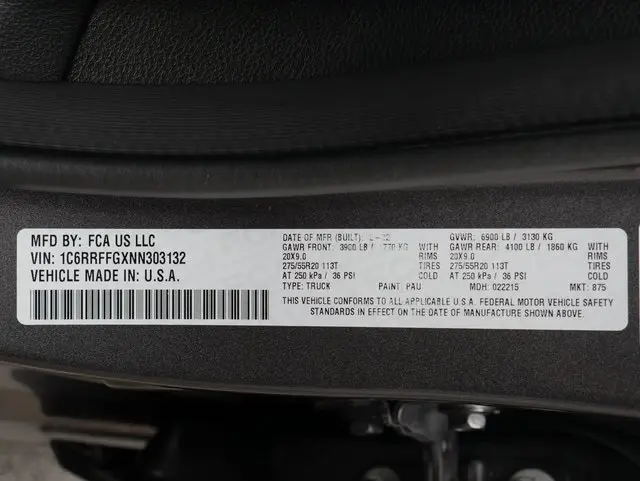 MFD BY: FCA US LLC
VIN: 1C6RRFFGXNN303132
VEHICLE MADE IN U.S.A.
DATE OF MFR (BUILT): GVWR: 6900 LB / 3130 KG
GAWR FRONT: 3900 LB / KG GAWR REAR: 4100 LB / 1860 KG
20X9.0 RIMS 20X9.0 RIMS
275/55R20 113T TIRES 275/55R20 113T TIRES
AT 250 kPa / 36 PSI COLD AT 250 kPa / 36 PSI COLD
TYPE: TRUCK PAINT: PAU MDH: 022215 MKT: 875
THIS VEHICLE CONFORMS TO ALL APPLICABLE U.S.A. FEDERAL MOTOR VEHICLE SAFETY
STANDARDS IN EFFECT ON THE DATE OF MANUFACTURE SHOWN ABOVE.